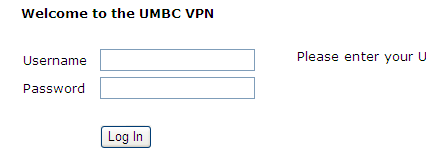 Welcome to the UMBC VPN
Username
Please enter your U
Password
Log In